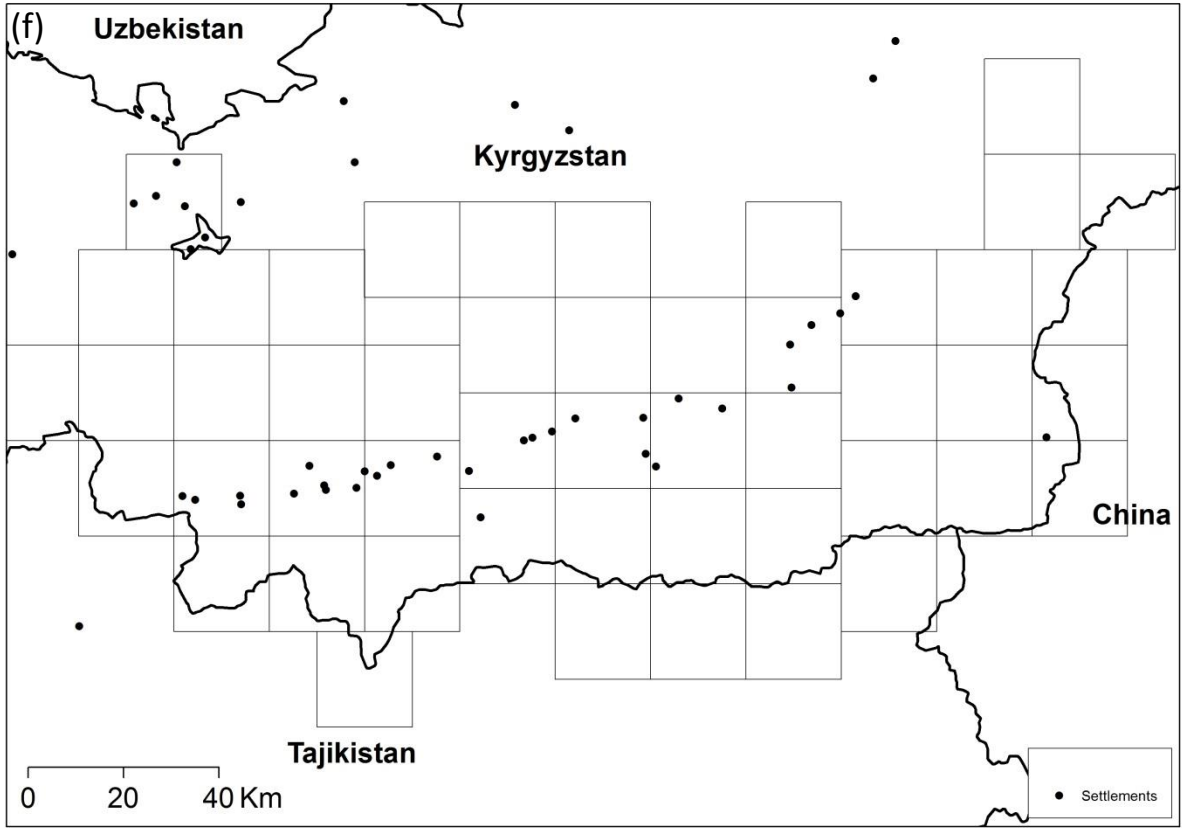 (f)
Uzbekistan
Kyrgyzstan
China
Tajikistan
0 20 40 Km
Settlements